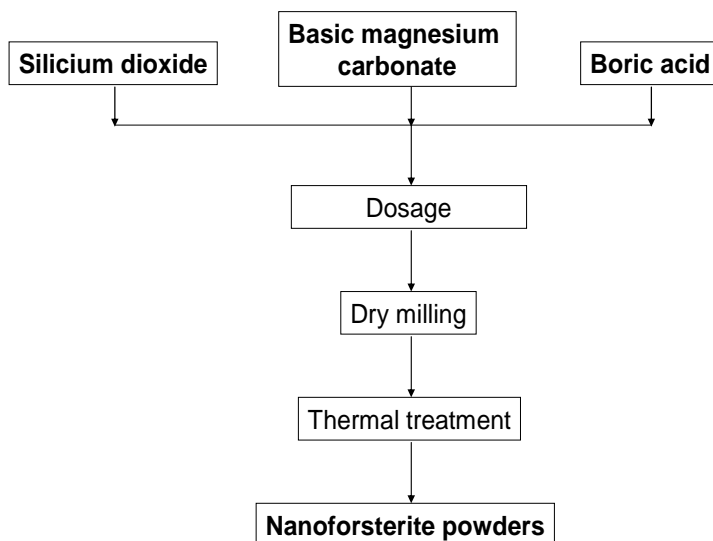 Basic magnesium
carbonate
Silicium dioxide
Boric acid
Dosage
Dry milling
Thermal treatment
Nanoforsterite powders